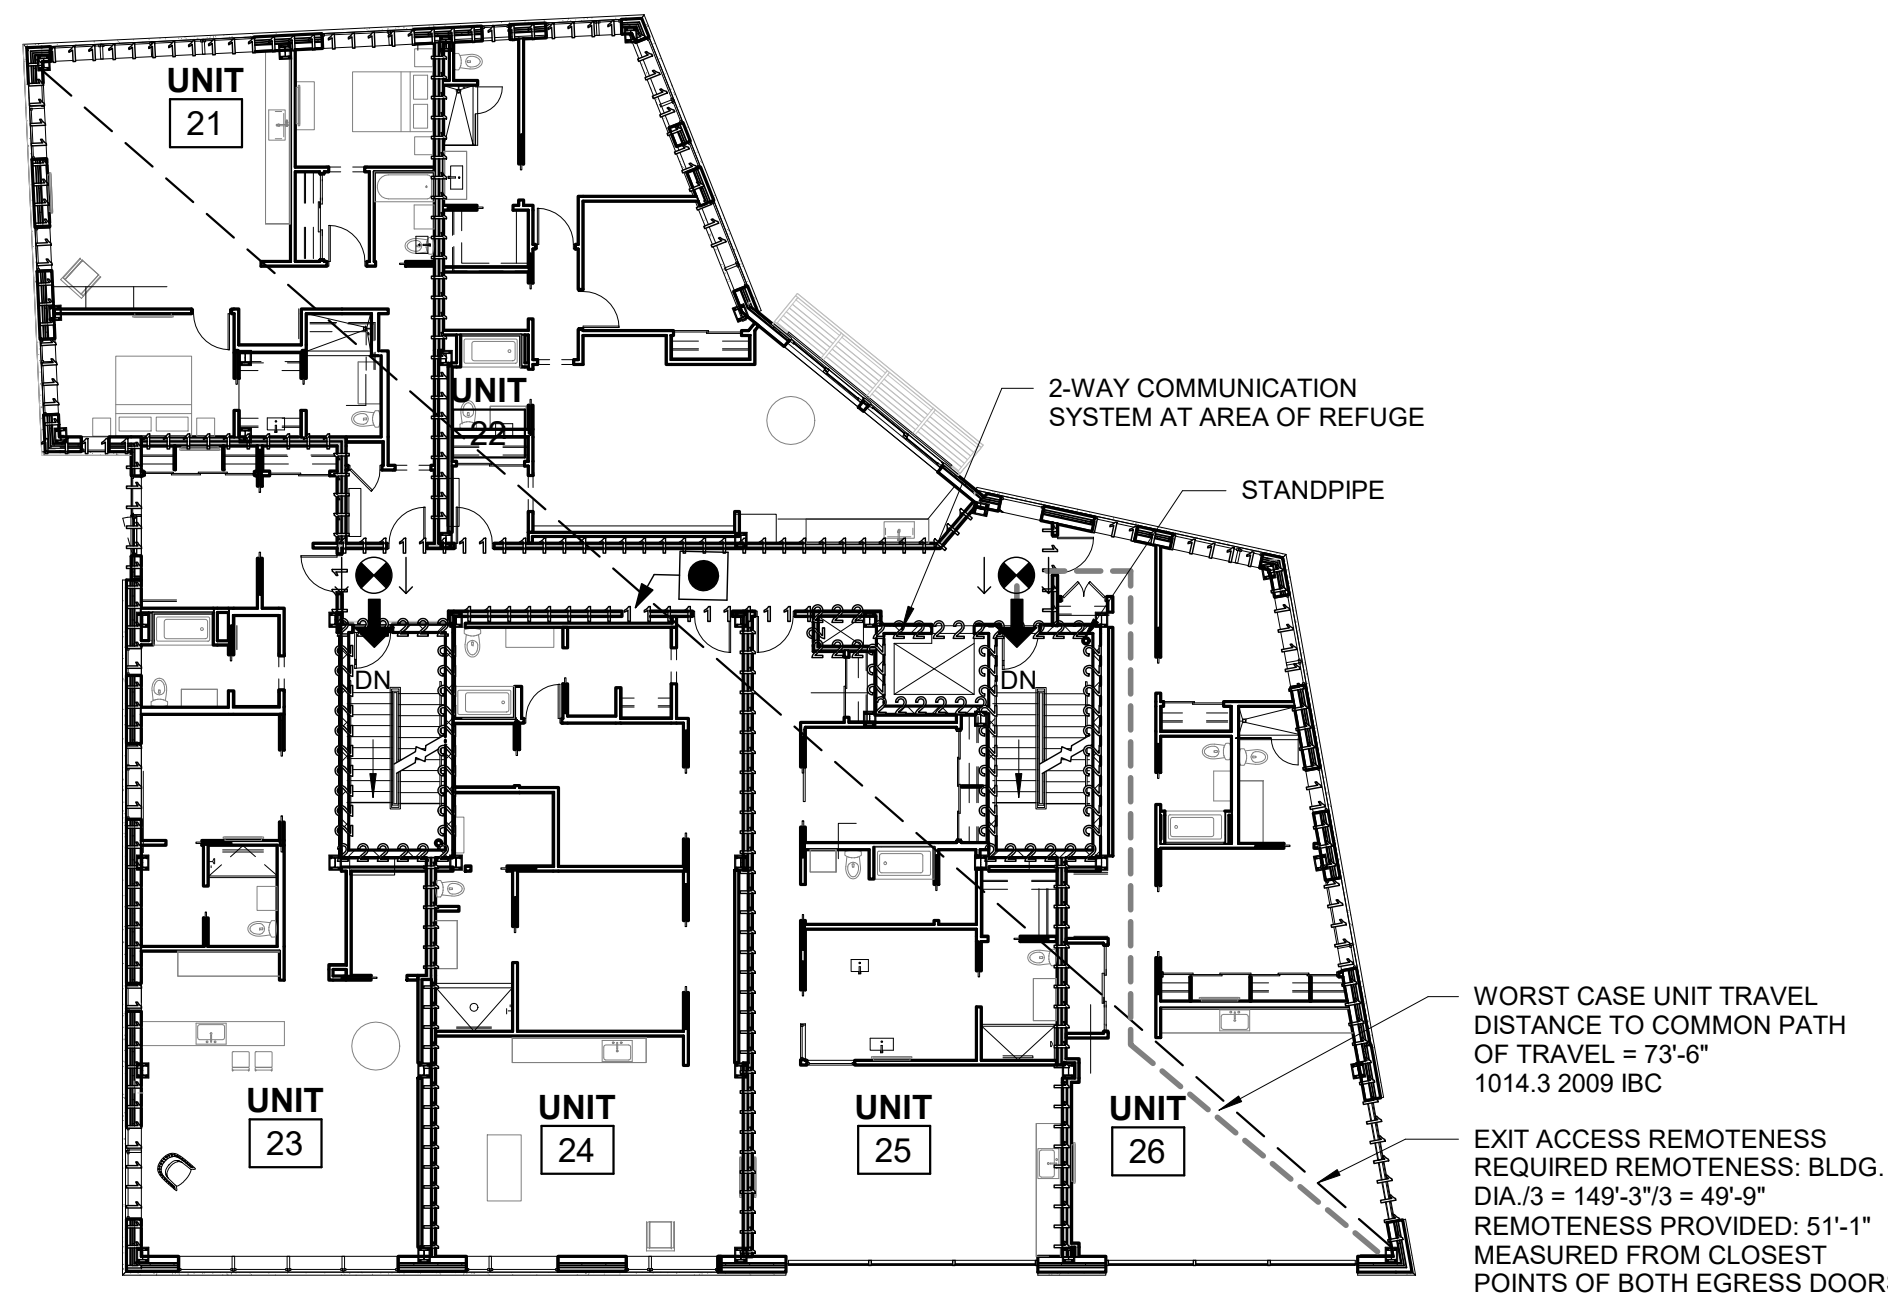 UNIT
21
UNIT
22
2-WAY COMMUNICATION
SYSTEM AT AREA OF REFUGE
STANDPIPE
DN
DN
WORST CASE UNIT TRAVEL
DISTANCE TO COMMON PATH
OF TRAVEL = 73'-6"
1014.3 2009 IBC
UNIT
23
UNIT
24
UNIT
25
UNIT
26
EXIT ACCESS REMOTENESS
REQUIRED REMOTENESS: BLDG.
DIA./3 = 149'-3"/3 = 49'-9"
REMOTENESS PROVIDED: 51'-1"
MEASURED FROM CLOSEST
POINTS OF BOTH EGRESS DOORS